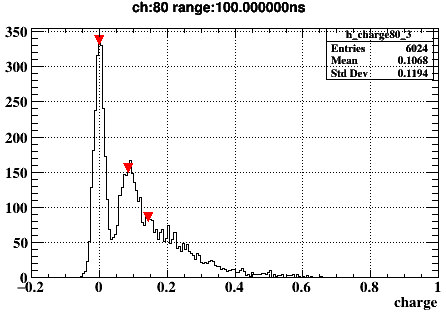 ch:80 range:100.000000ns
h_charge80_3
Entries 6024
Mean 0.1068
Std Dev 0.1194
350
300
250
200
150
100
50
0
−0.2 0 0.2 0.4 0.6 0.8 1
charge